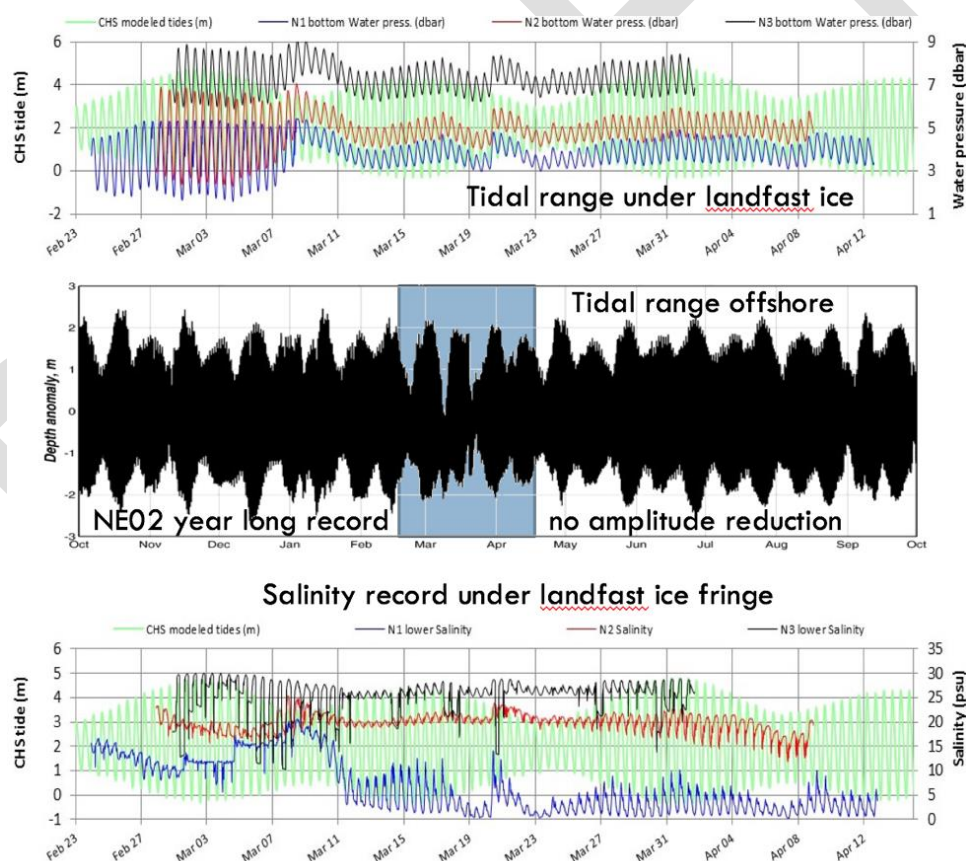 CHS modeled tides (m) N1 bottom Water press. (dbar) N2 bottom Water press. (dbar) N3 bottom Water press. (dbar)
6 9
4 7
2 5
0 3
-2 1
CHS tide (m)
Water pressure (dbar)
Tidal range under landfast ice
Feb 23 Feb 27 Mar 03 Mar 07 Mar 11 Mar 15 Mar 19 Mar 23 Mar 27 Mar 31 Apr 04 Apr 08 Apr 12
3
2
1
0
-1
-2
-3
Depth anomaly, m
Tidal range offshore
NE02 year long record no amplitude reduction
Oct Nov Dec Jan Feb Mar Apr May Jun Jul Aug Sep Oct
Salinity record under landfast ice fringe
CHS modeled tides (m) N1 lower Salinity N2 Salinity N3 lower Salinity
6 35
5 30
4 25
3 20
2 15
1 10
0 5
-1 0
CHS tide (m)
Salinity (psu)
Feb 23 Feb 27 Mar 03 Mar 07 Mar 11 Mar 15 Mar 19 Mar 23 Mar 27 Mar 31 Apr 04 Apr 08 Apr 12